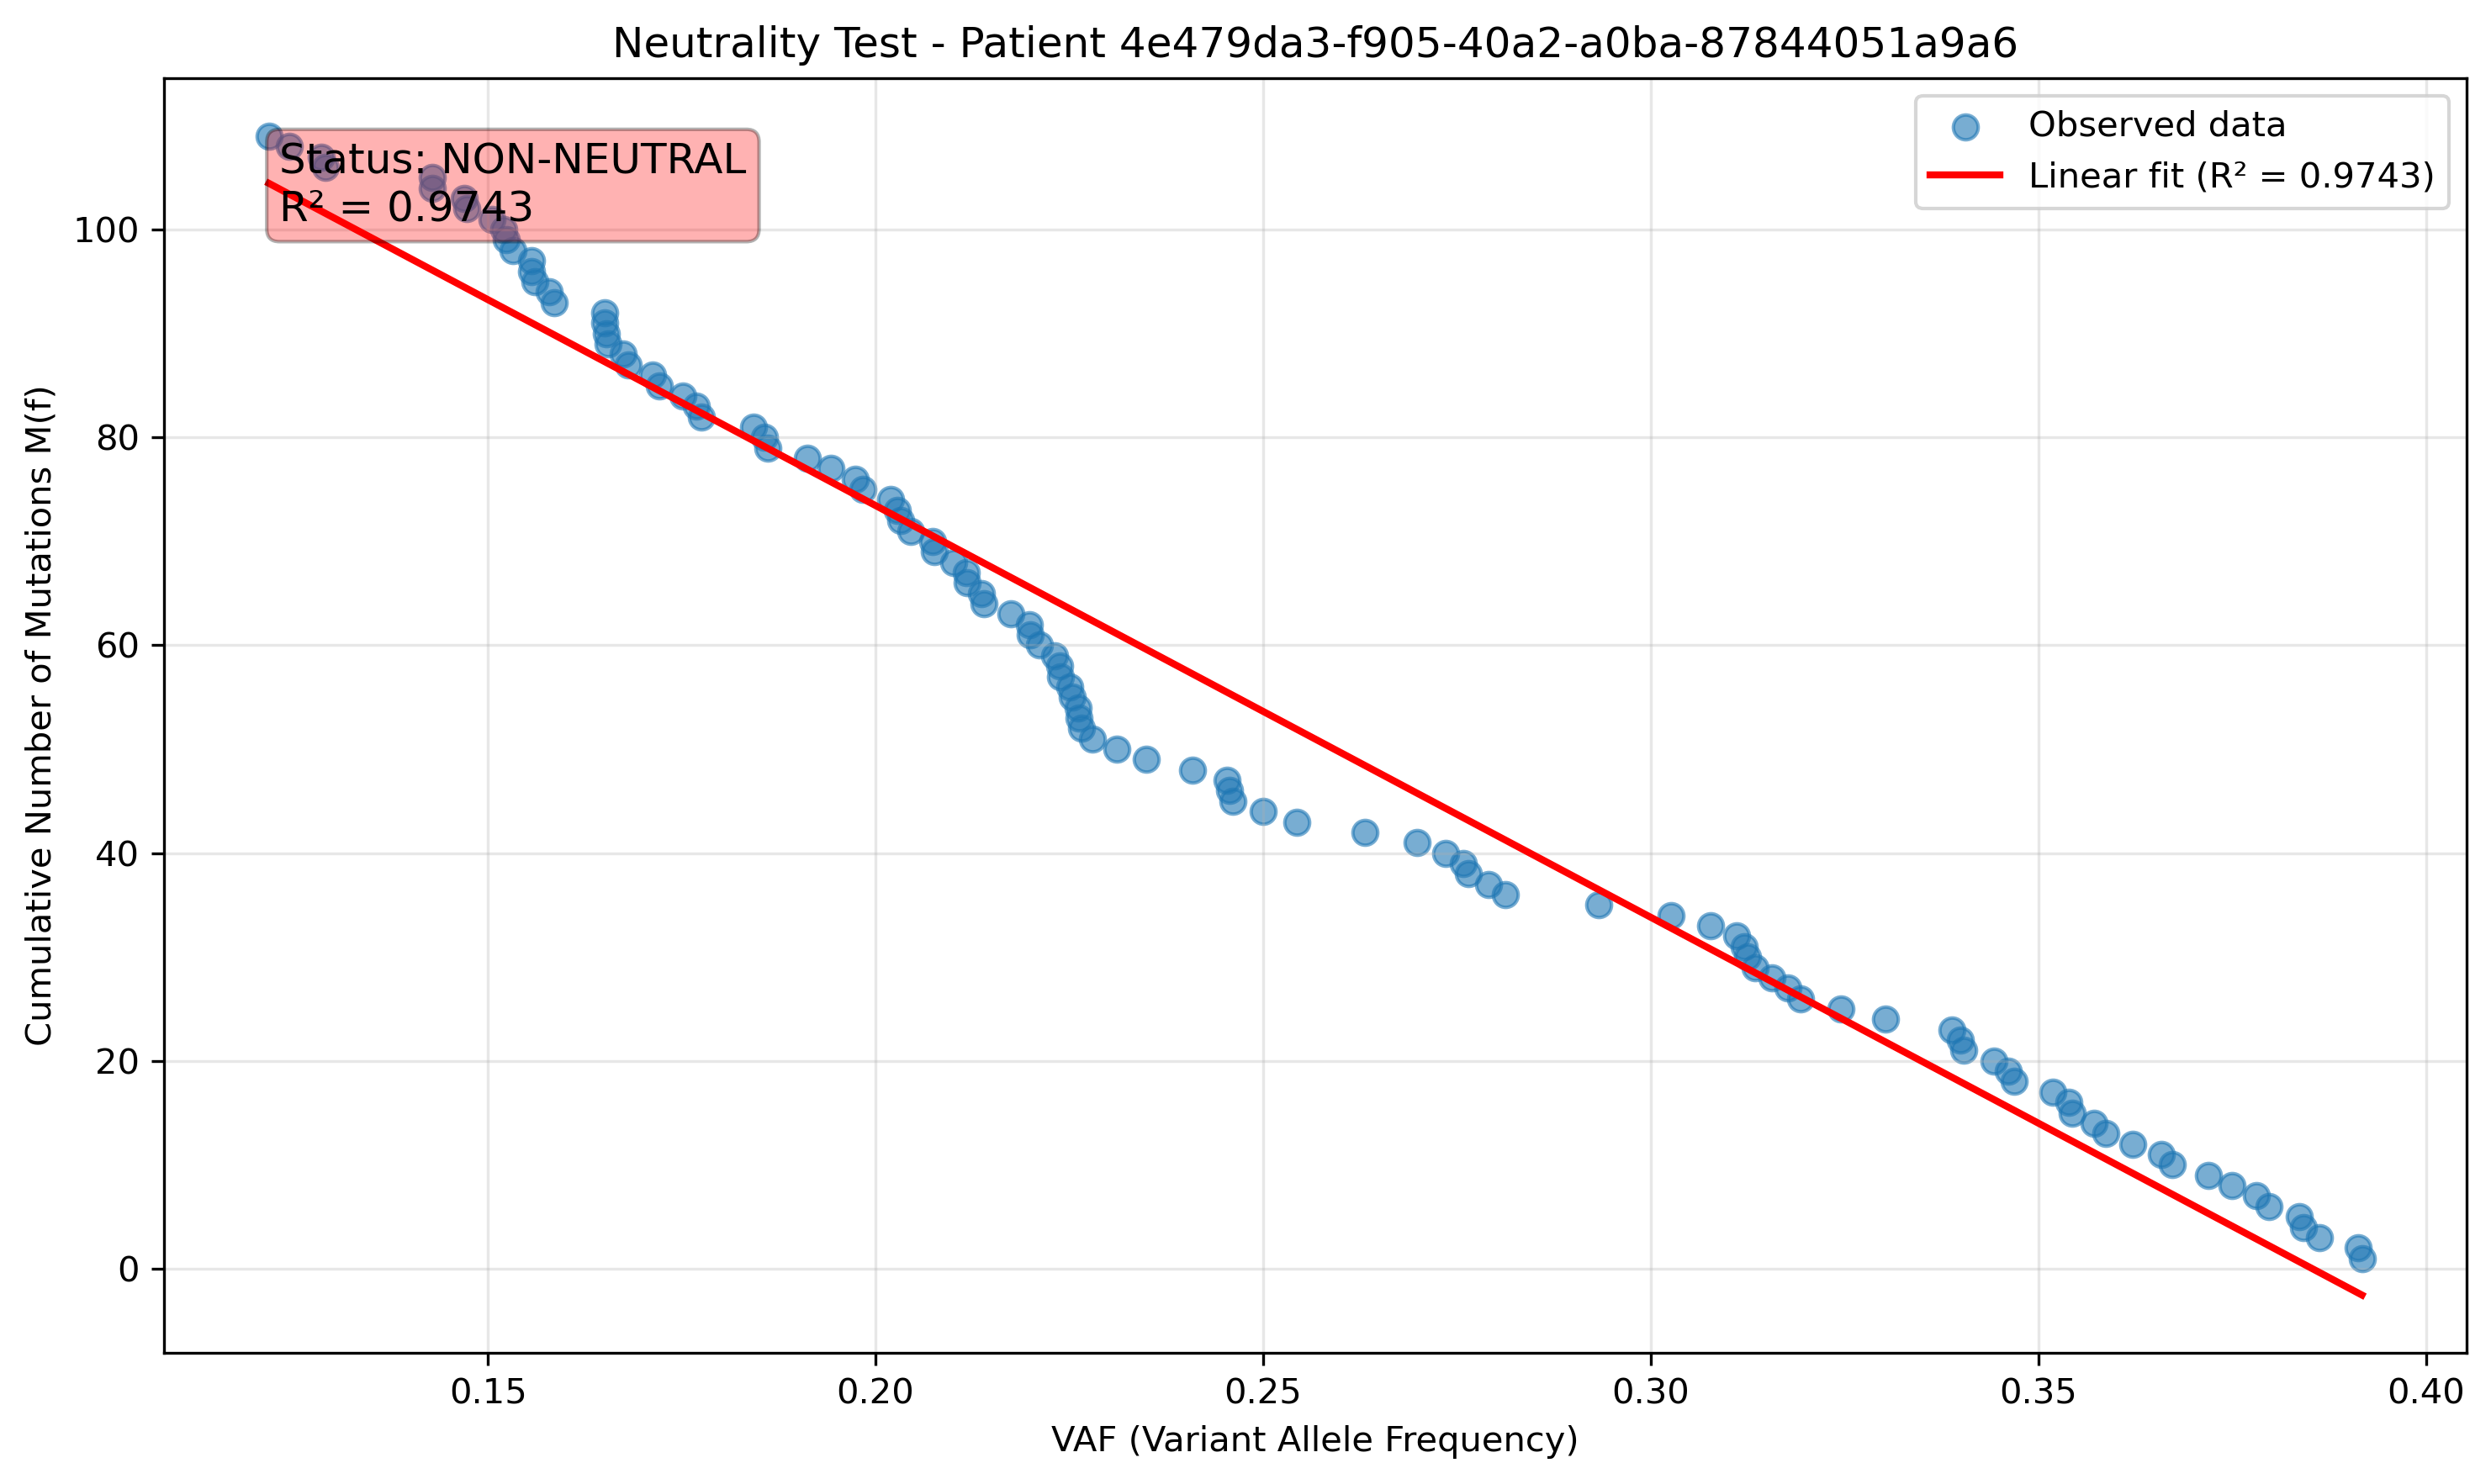 Neutrality Test - Patient 4e479da3-f905-40a2-a0ba-87844051a9a6
Status: NON-NEUTRAL
R² = 0.9743
Observed data
Linear fit (R² = 0.9743)
Cumulative Number of Mutations M(f)
100
80
60
40
20
0
0.15
0.20
0.25
0.30
0.35
0.40
VAF (Variant Allele Frequency)